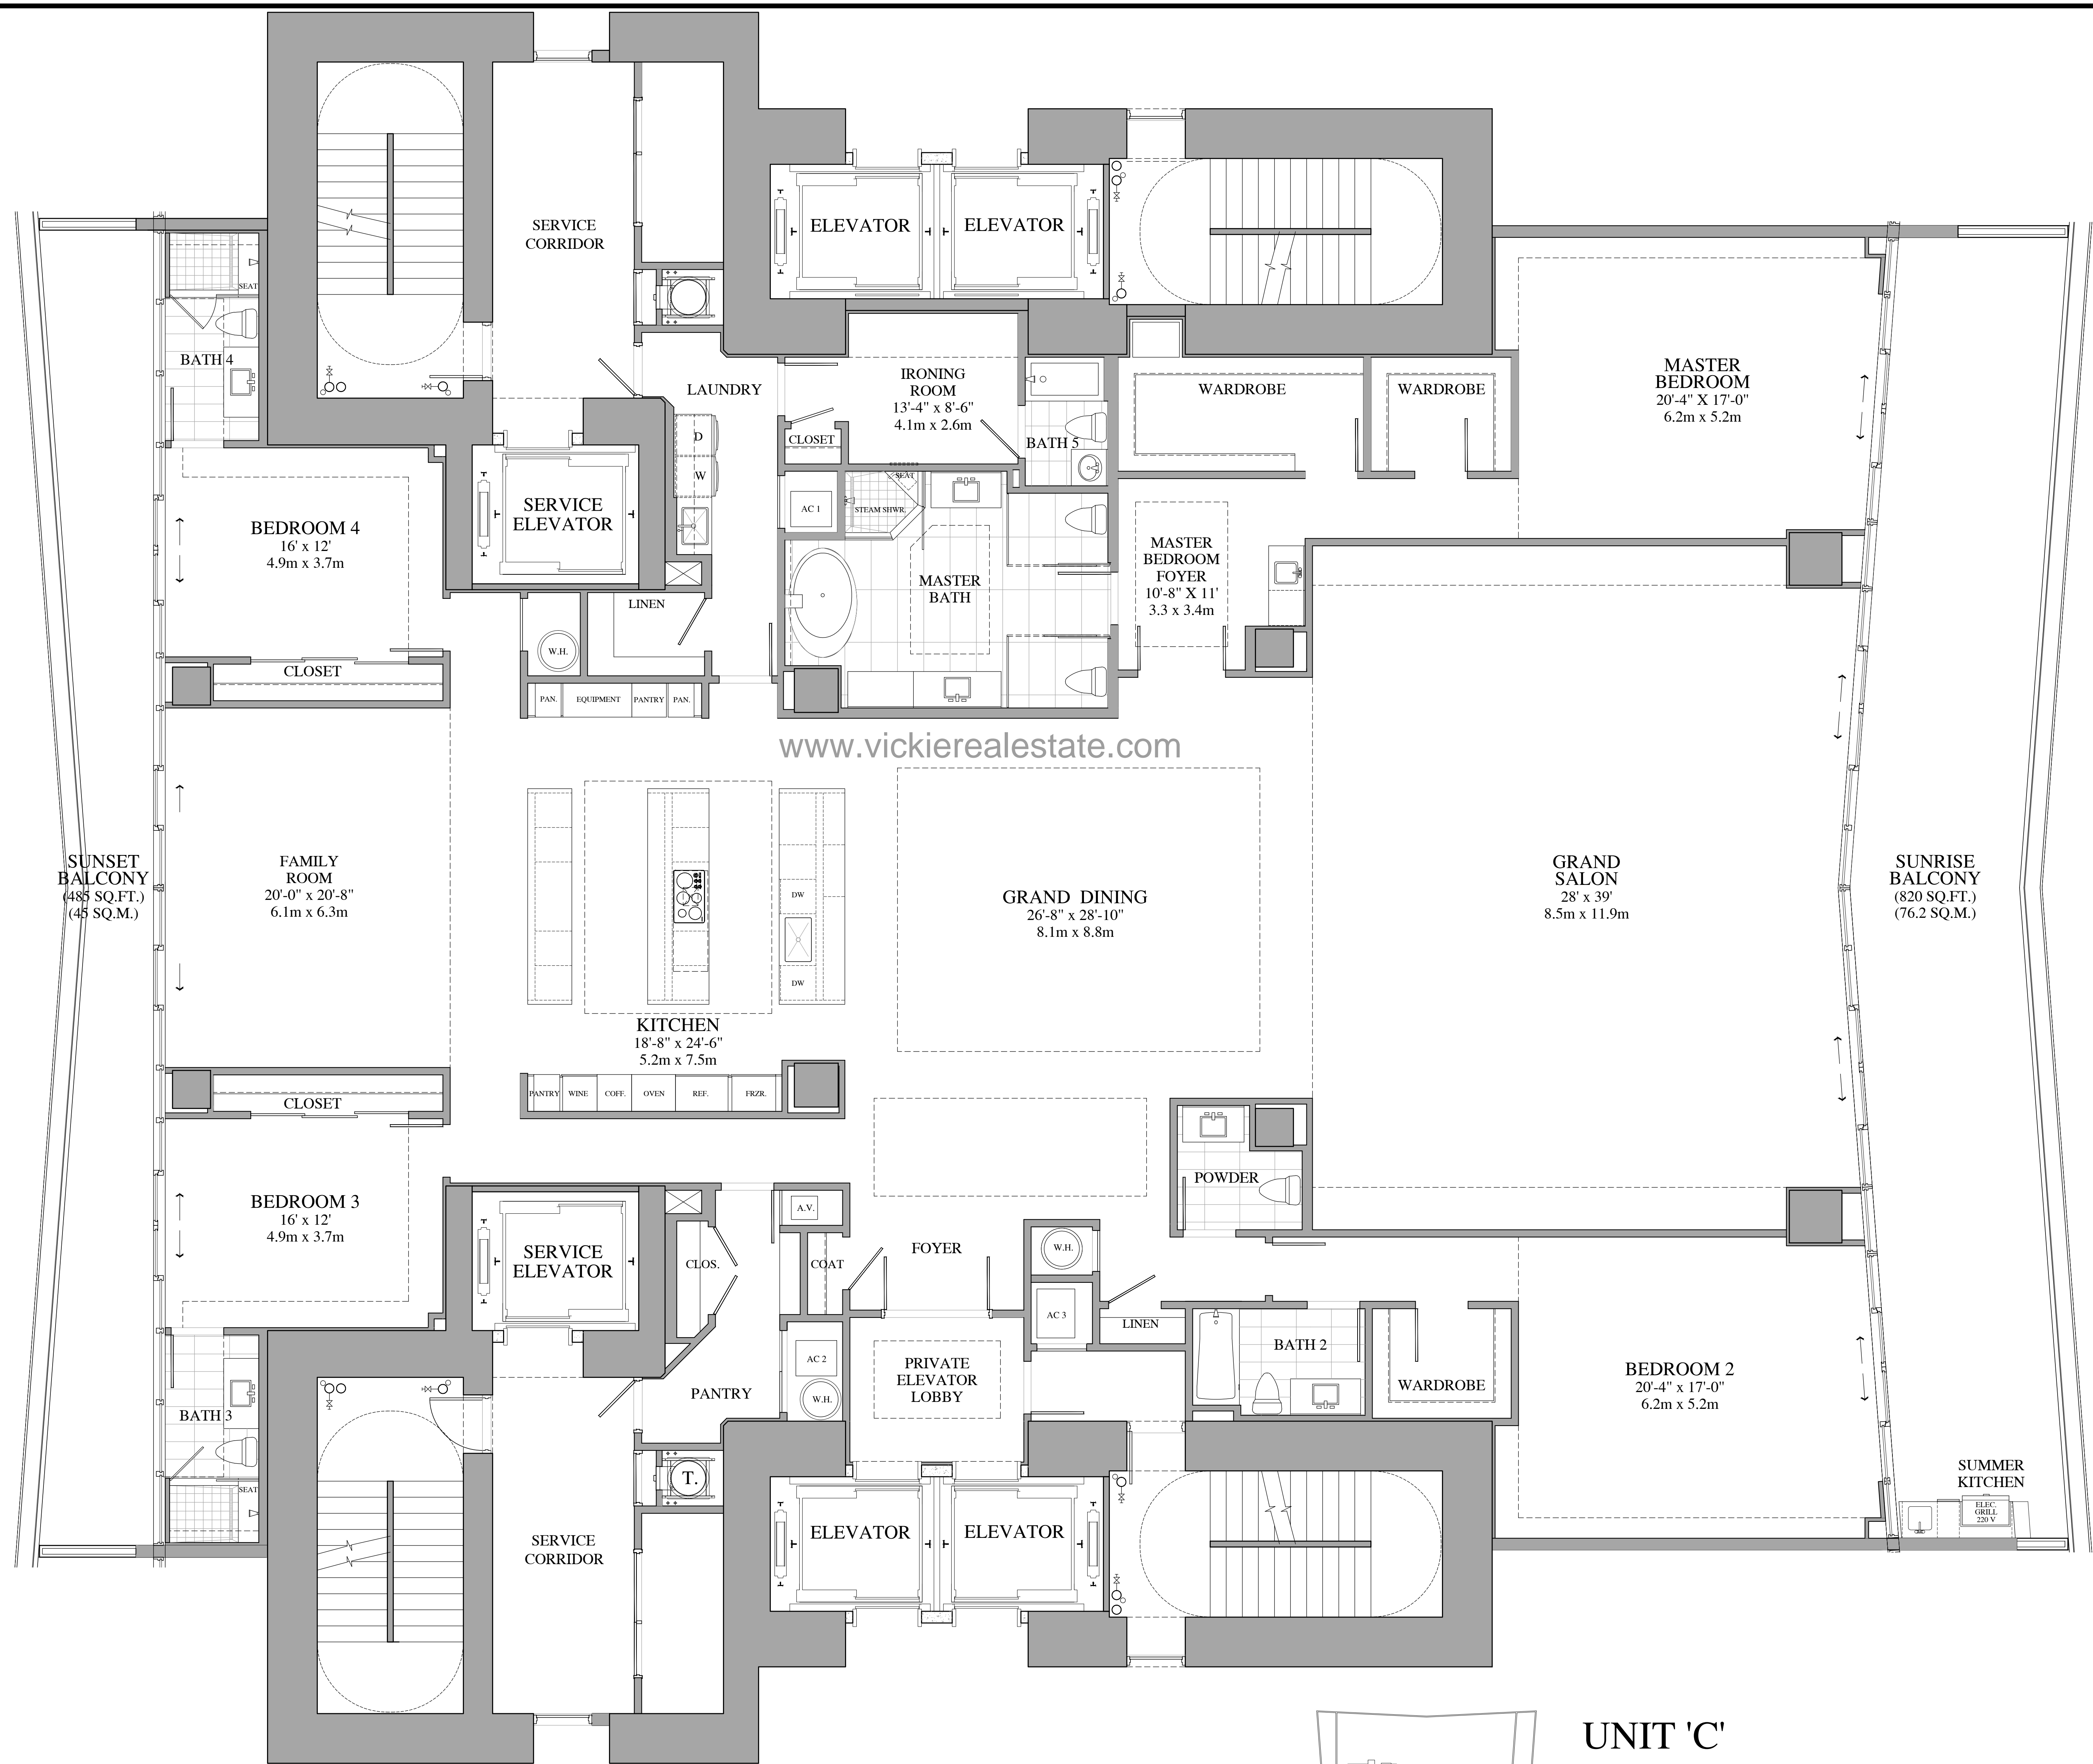 SERVICE
CORRIDOR
ELEVATOR
ELEVATOR
SEAT
BATH 4
LAUNDRY
IRONING
ROOM
13'-4" x 8'-6"
4.1m x 2.6m
WARDROBE
WARDROBE
MASTER
BEDROOM
20'-4" X 17'-0"
6.2m x 5.2m
D
W
CLOSET
BATH 5
SEAT
AC 1
STEAM SHWR.
SERVICE
ELEVATOR
BEDROOM 4
16' x 12'
4.9m x 3.7m
MASTER
BATH
MASTER
BEDROOM
FOYER
10'-8" X 11'
3.3 x 3.4m
LINEN
W.H.
CLOSET
PAN.
EQUIPMENT
PANTRY
PAN.
www.vickierealestate.com
SUNSET
BALCONY
(485 SQ.FT.)
(45 SQ.M.)
FAMILY
ROOM
20'-0" x 20'-8"
6.1m x 6.3m
DW
DW
GRAND DINING
26'-8" x 28'-10"
8.1m x 8.8m
GRAND
SALON
28' x 39'
8.5m x 11.9m
SUNRISE
BALCONY
(820 SQ.FT.)
(76.2 SQ.M.)
KITCHEN
18'-8" x 24'-6"
5.2m x 7.5m
PANTRY
WINE
COFF.
OVEN
REF.
FRZR.
CLOSET
BEDROOM 3
16' x 12'
4.9m x 3.7m
POWDER
A.V.
SERVICE
ELEVATOR
CLOS.
COAT
FOYER
W.H.
AC 3
LINEN
BATH 2
WARDROBE
BEDROOM 2
20'-4" x 17'-0"
6.2m x 5.2m
AC 2
W.H.
PRIVATE
ELEVATOR
LOBBY
PANTRY
BATH 3
SEAT
T.
SERVICE
CORRIDOR
ELEVATOR
ELEVATOR
SUMMER
KITCHEN
ELEC.
GRILL
220 V
UNIT 'C'